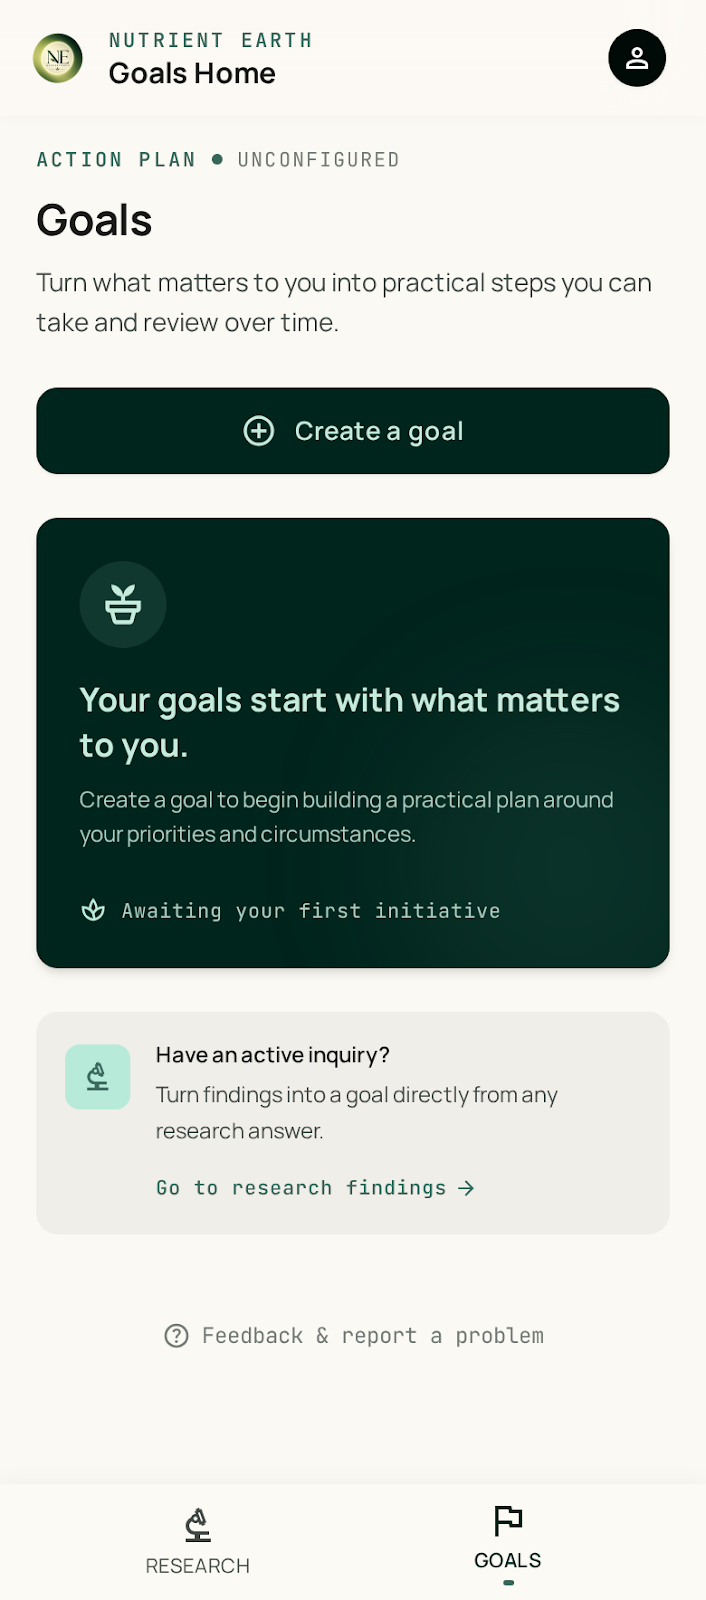 NE
NUTRIENT EARTH
Goals Home
ACTION PLAN ● UNCONFIGURED
Goals
Turn what matters to you into practical steps you can
take and review over time.
Create a goal
Your goals start with what matters
to you.
Create a goal to begin building a practical plan around
your priorities and circumstances.
Awaiting your first initiative
Have an active inquiry?
Turn findings into a goal directly from any
research answer.
Go to research findings →
Feedback & report a problem
RESEARCH
GOALS